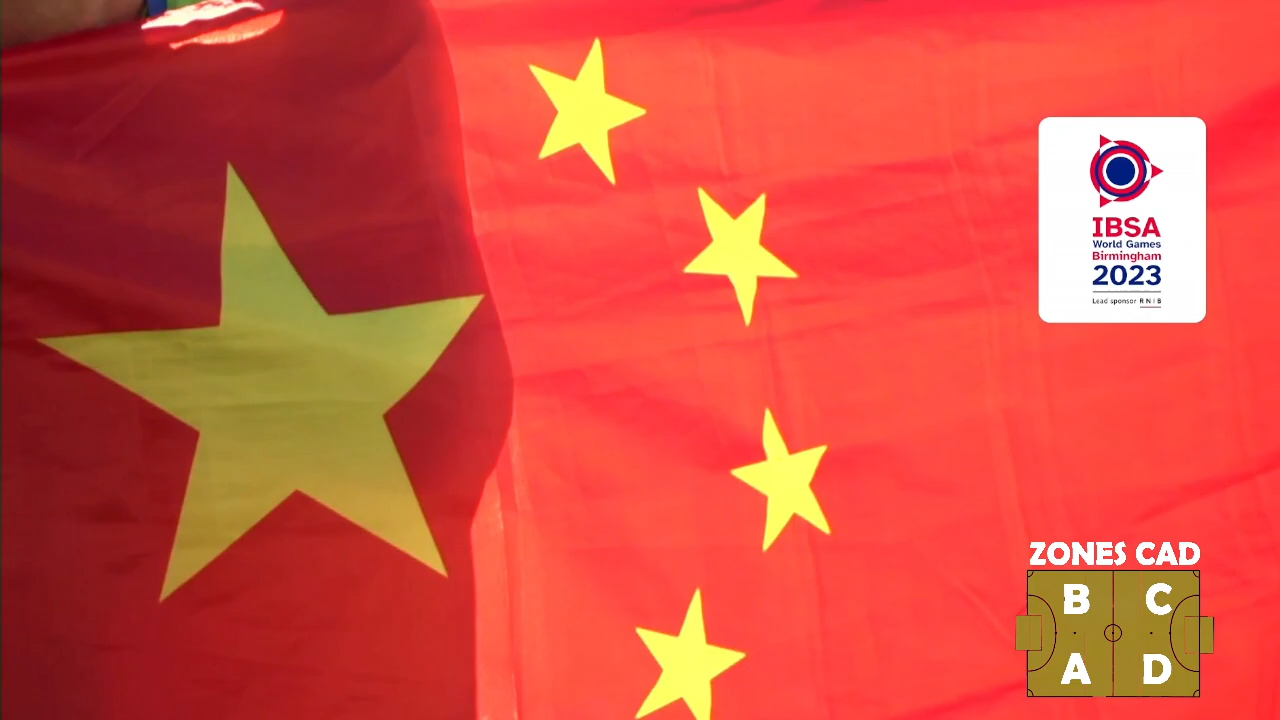 IBSA
World Games
Birmingham
2023
Lead sponsor RNIB
ZONES CAD
B C
A D